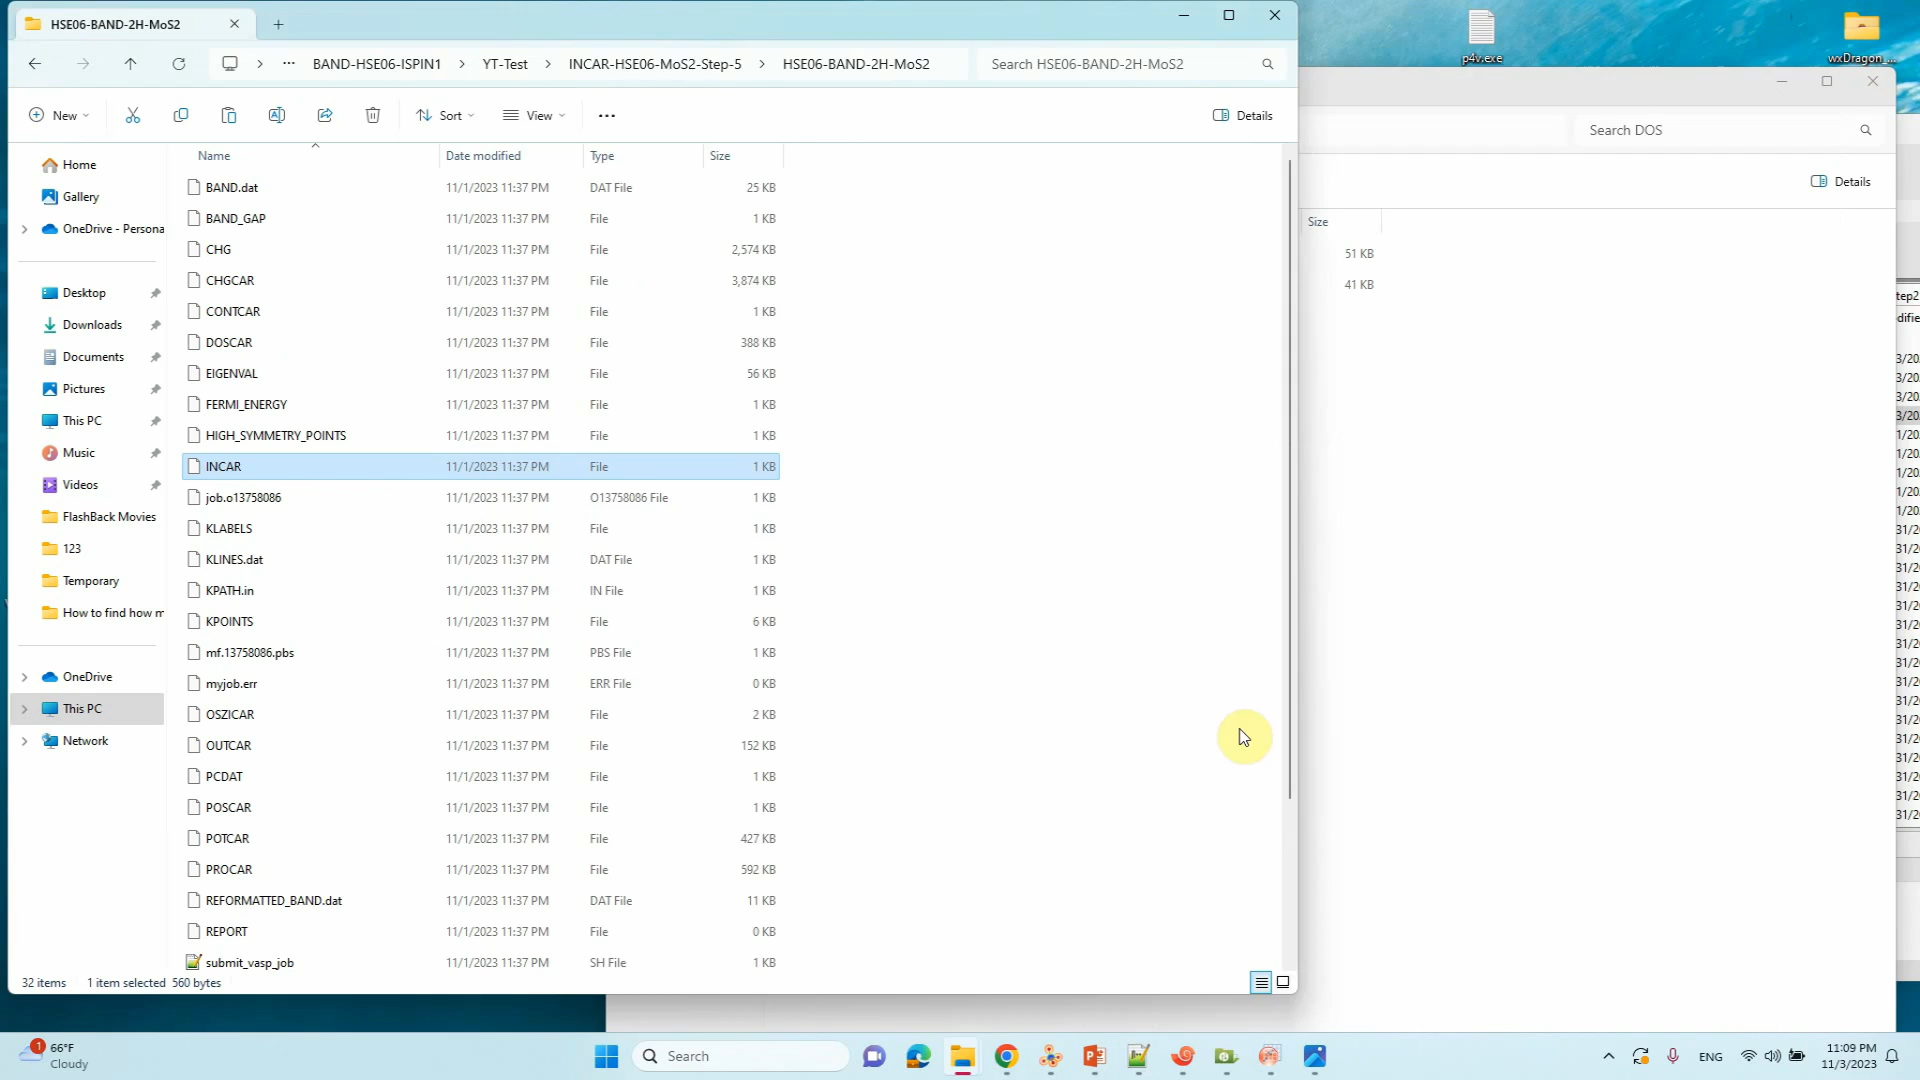 HSE06-BAND-2H-MoS2
p4v.exe
wxDragon_...
BAND-HSE06-ISPIN1 YT-Test INCAR-HSE06-MoS2-Step-5 HSE06-BAND-2H-MoS2
Search HSE06-BAND-2H-MoS2
New Sort View Details
Search DOS
Details
Name Date modified Type Size
Size
51 KB
41 KB
Home
Gallery
OneDrive - Persona
Desktop
Downloads
Documents
Pictures
This PC
Music
Videos
FlashBack Movies
123
Temporary
How to find how m
OneDrive
This PC
Network
BAND.dat 11/1/2023 11:37 PM DAT File 25 KB
BAND_GAP 11/1/2023 11:37 PM File 1 KB
CHG 11/1/2023 11:37 PM File 2,574 KB
CHGCAR 11/1/2023 11:37 PM File 3,874 KB
CONTCAR 11/1/2023 11:37 PM File 1 KB
DOSCAR 11/1/2023 11:37 PM File 388 KB
EIGENVAL 11/1/2023 11:37 PM File 56 KB
FERMI_ENERGY 11/1/2023 11:37 PM File 1 KB
HIGH_SYMMETRY_POINTS 11/1/2023 11:37 PM File 1 KB
INCAR 11/1/2023 11:37 PM File 1 KB
job.o13758086 11/1/2023 11:37 PM O13758086 File 1 KB
KLABELS 11/1/2023 11:37 PM File 1 KB
KLINES.dat 11/1/2023 11:37 PM DAT File 1 KB
KPATH.in 11/1/2023 11:37 PM IN File 1 KB
KPOINTS 11/1/2023 11:37 PM File 6 KB
mf.13758086.pbs 11/1/2023 11:37 PM PBS File 1 KB
myjob.err 11/1/2023 11:37 PM ERR File 0 KB
OSZICAR 11/1/2023 11:37 PM File 2 KB
OUTCAR 11/1/2023 11:37 PM File 152 KB
PCDAT 11/1/2023 11:37 PM File 1 KB
POSCAR 11/1/2023 11:37 PM File 1 KB
POTCAR 11/1/2023 11:37 PM File 427 KB
PROCAR 11/1/2023 11:37 PM File 592 KB
REFORMATTED_BAND.dat 11/1/2023 11:37 PM DAT File 11 KB
REPORT 11/1/2023 11:37 PM File 0 KB
submit_vasp_job 11/1/2023 11:37 PM SH File 1 KB
32 items 1 item selected 560 bytes
1
66°F
Cloudy
Search
ENG
11:09 PM
11/3/2023